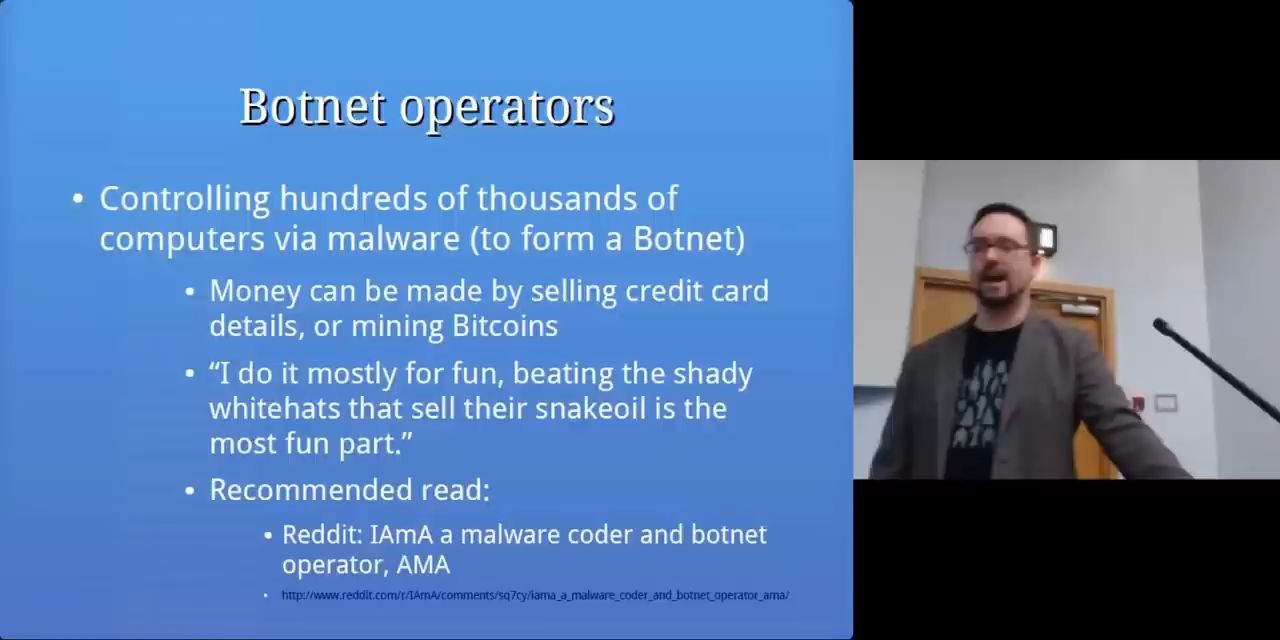 Botnet operators
• Controlling hundreds of thousands of
computers via malware (to form a Botnet)
• Money can be made by selling credit card
details, or mining Bitcoins
• “I do it mostly for fun, beating the shady
whitehats that sell their snakeoil is the
most fun part.”
• Recommended read:
• Reddit: IAmA a malware coder and botnet
operator, AMA
• http://www.reddit.com/r/IAmA/comments/sq7cy/iama_a_malware_coder_and_botnet_operator_ama/